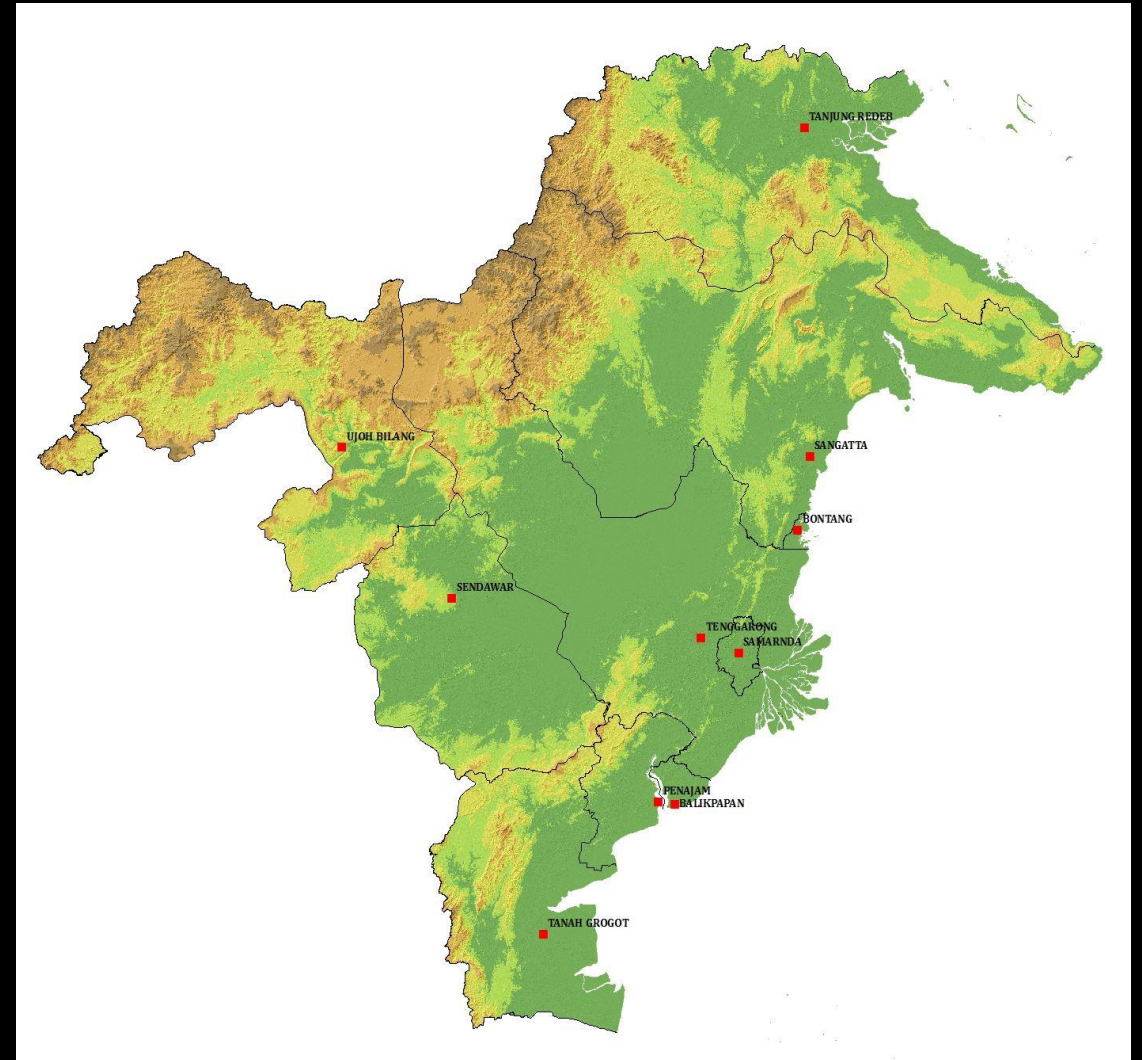 TANJUNG REDEB
UJOH BILANG
SANGATTA
BONTANG
SENDAWAR
TENGGARONG
SAMARNDA
PENAJAM
BALIKPAPAN
TANAH GROGOT